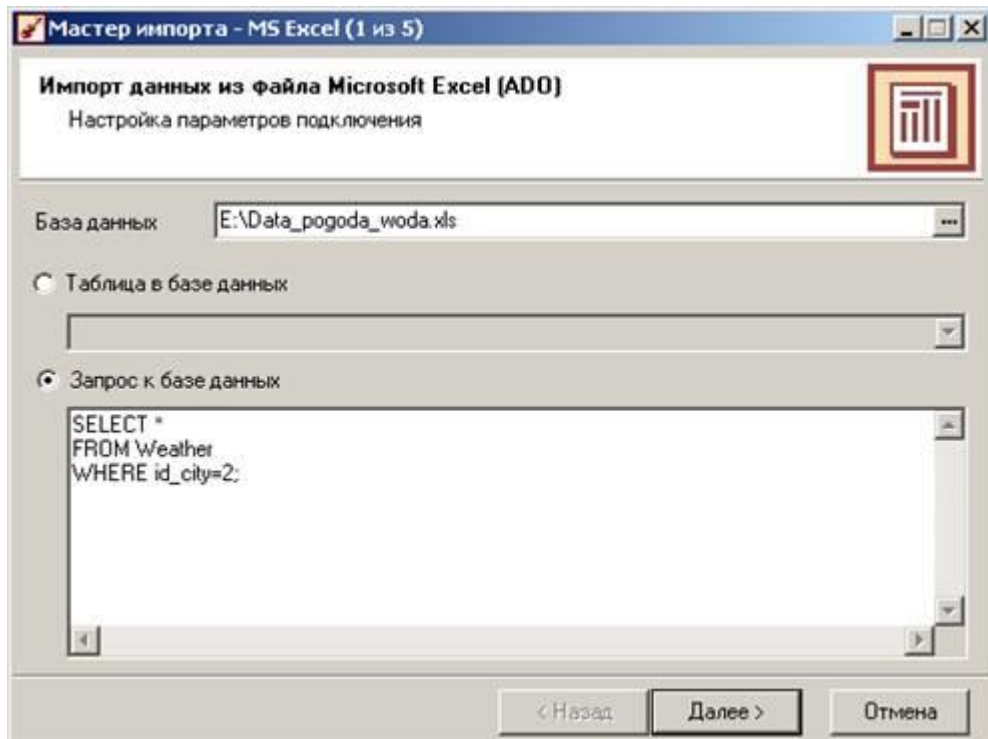 Мастер импорта - MS Excel (1 из 5)
Импорт данных из файла Microsoft Excel (ADO)
Настройка параметров подключения
База данных E:\Data_pogoda_woda.xls ...
Таблица в базе данных
Запрос к базе данных
SELECT *
FROM Weather
WHERE id_city=2;
< Назад Далее > Отмена